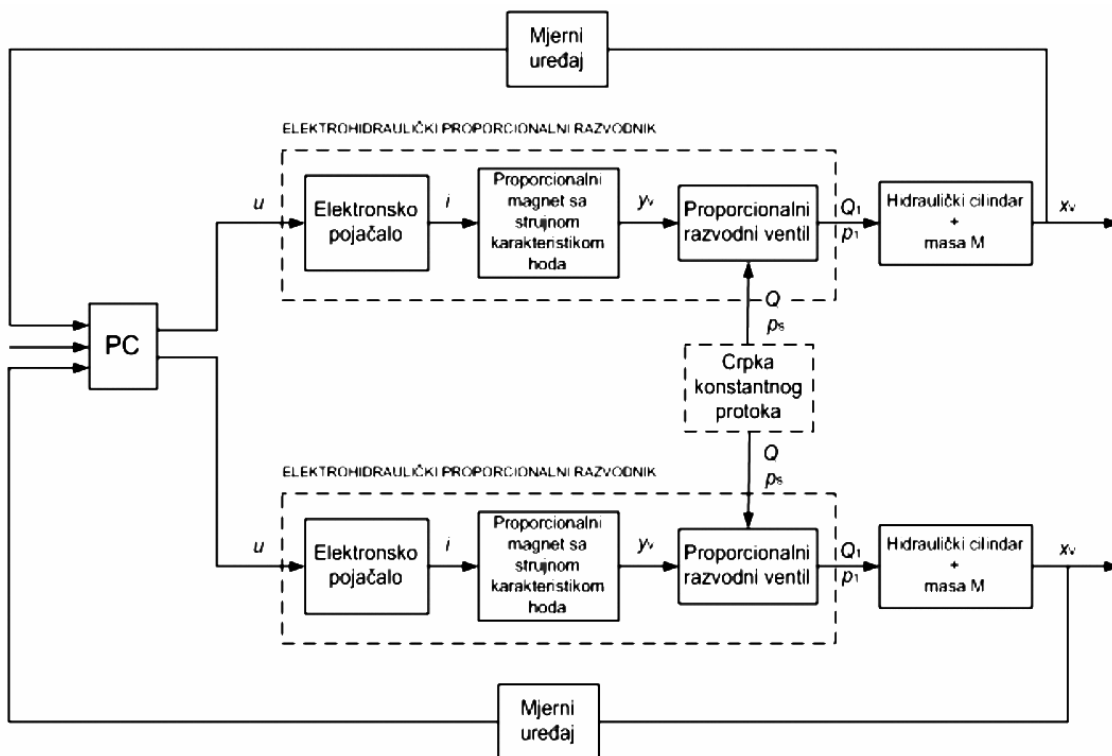 Mjerni
uređaj
ELEKTROHIDRAULIČKI PROPORCIONALNI RAZVODNIK
u
Elektronsko
pojačalo
i
Proporcionalni
magnet sa
strujnom
karakteristikom
hoda
yv
Proporcionalni
razvodni ventil
Q1
p1
Hidraulički cilindar
+
masa M
xv
Q
ps
PC
Crpka
konstantnog
protoka
Q
ps
ELEKTROHIDRAULIČKI PROPORCIONALNI RAZVODNIK
u
Elektronsko
pojačalo
i
Proporcionalni
magnet sa
strujnom
karakteristikom
hoda
yv
Proporcionalni
razvodni ventil
Q1
p1
Hidraulički cilindar
+
masa M
xv
Mjerni
uređaj